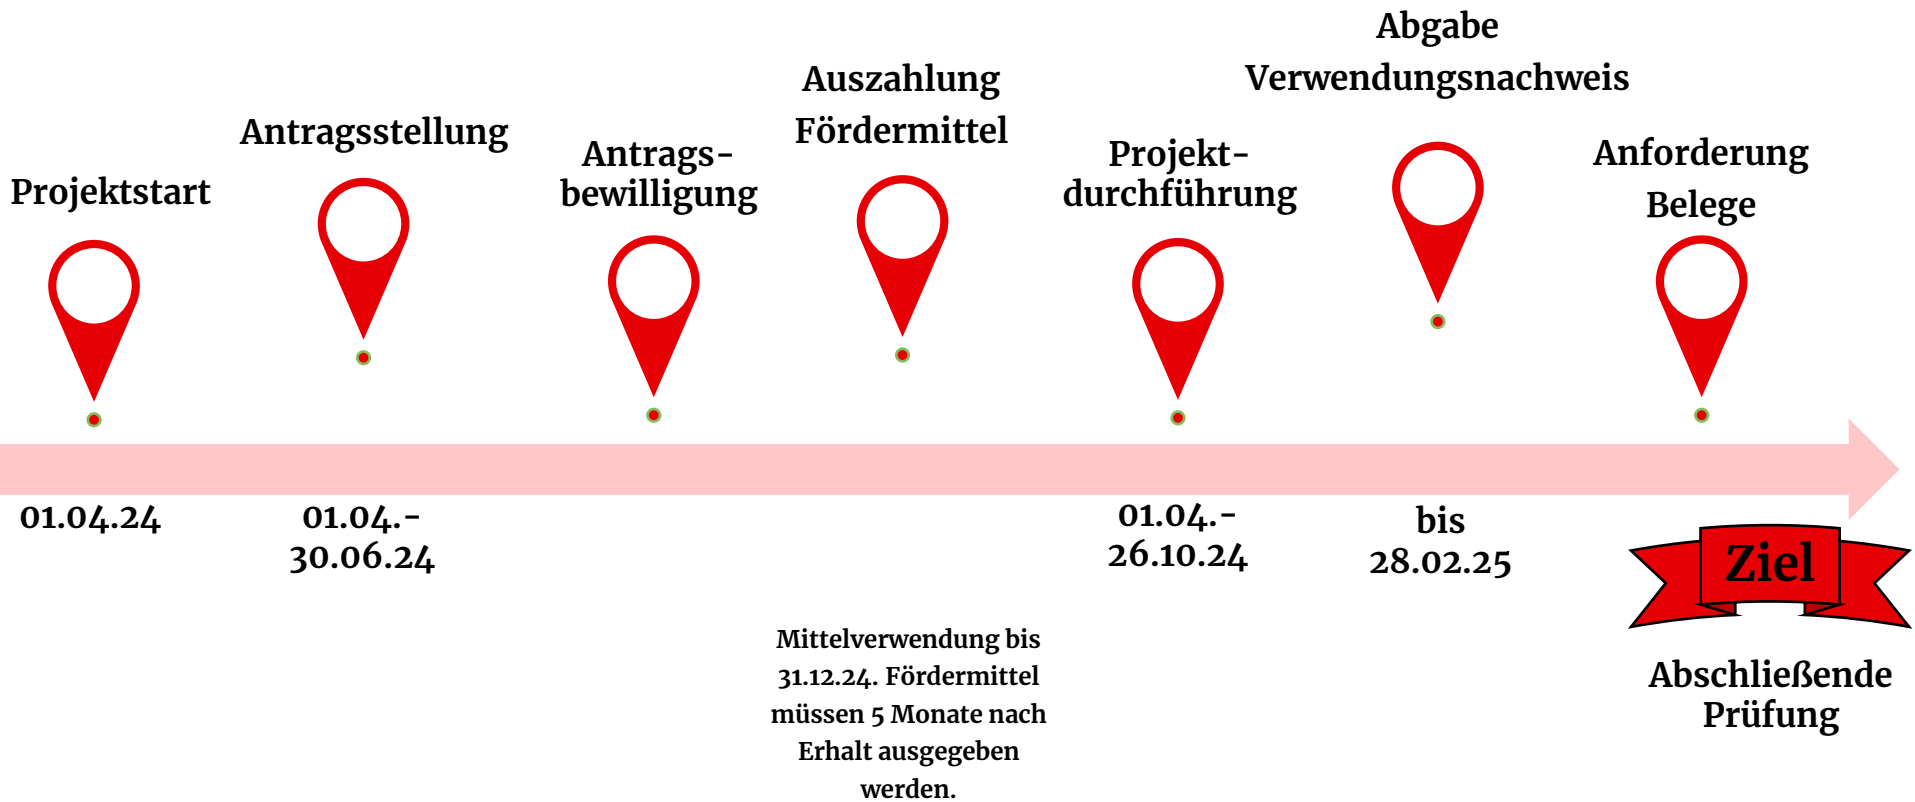 Projektstart
Antragsstellung
Antrags-
bewilligung
Auszahlung
Fördermittel
Projekt-
durchführung
Abgabe
Verwendungsnachweis
Anforderung
Belege
01.04.24
01.04.-
30.06.24
01.04.-
26.10.24
bis
28.02.25
Ziel
Mittelverwendung bis
31.12.24. Fördermittel
müssen 5 Monate nach
Erhalt ausgegeben
werden.
Abschließende
Prüfung